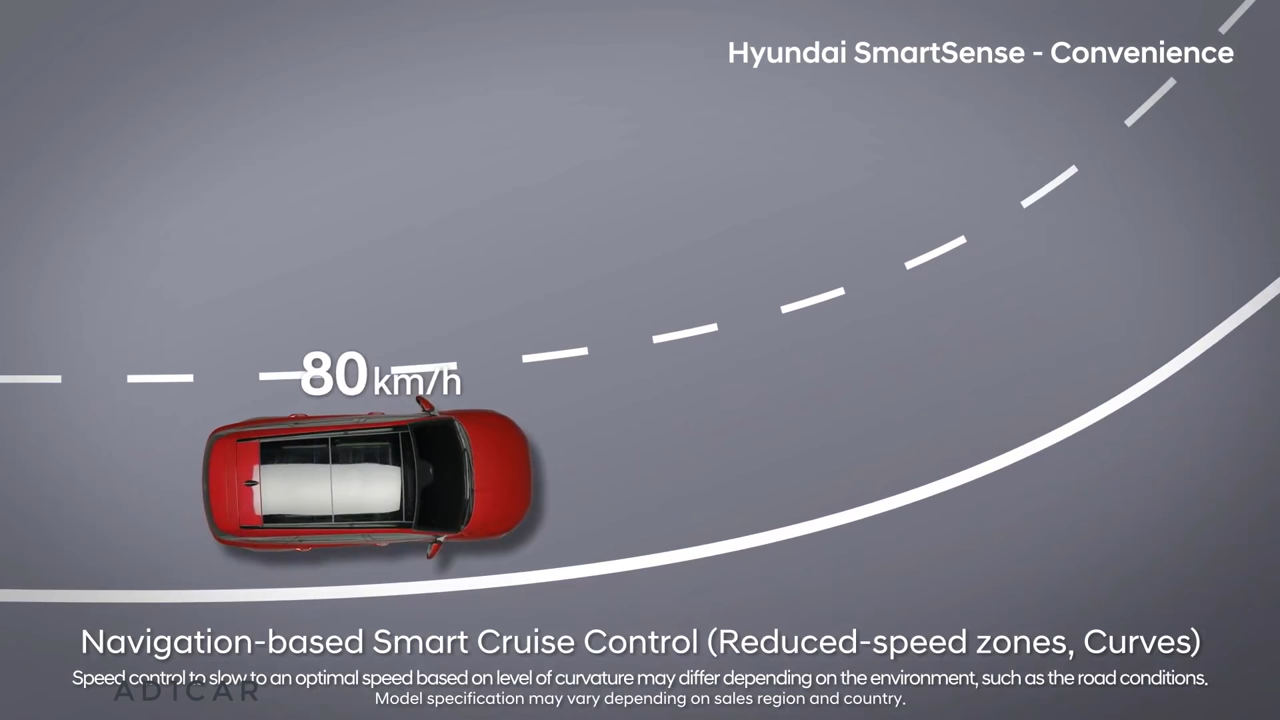 Hyundai SmartSense - Convenience
80 km/h
Navigation-based Smart Cruise Control (Reduced-speed zones, Curves)
Speed control to slow to an optimal speed based on level of curvature may differ depending on the environment, such as the road conditions.
ADICAR
Model specification may vary depending on sales region and country.